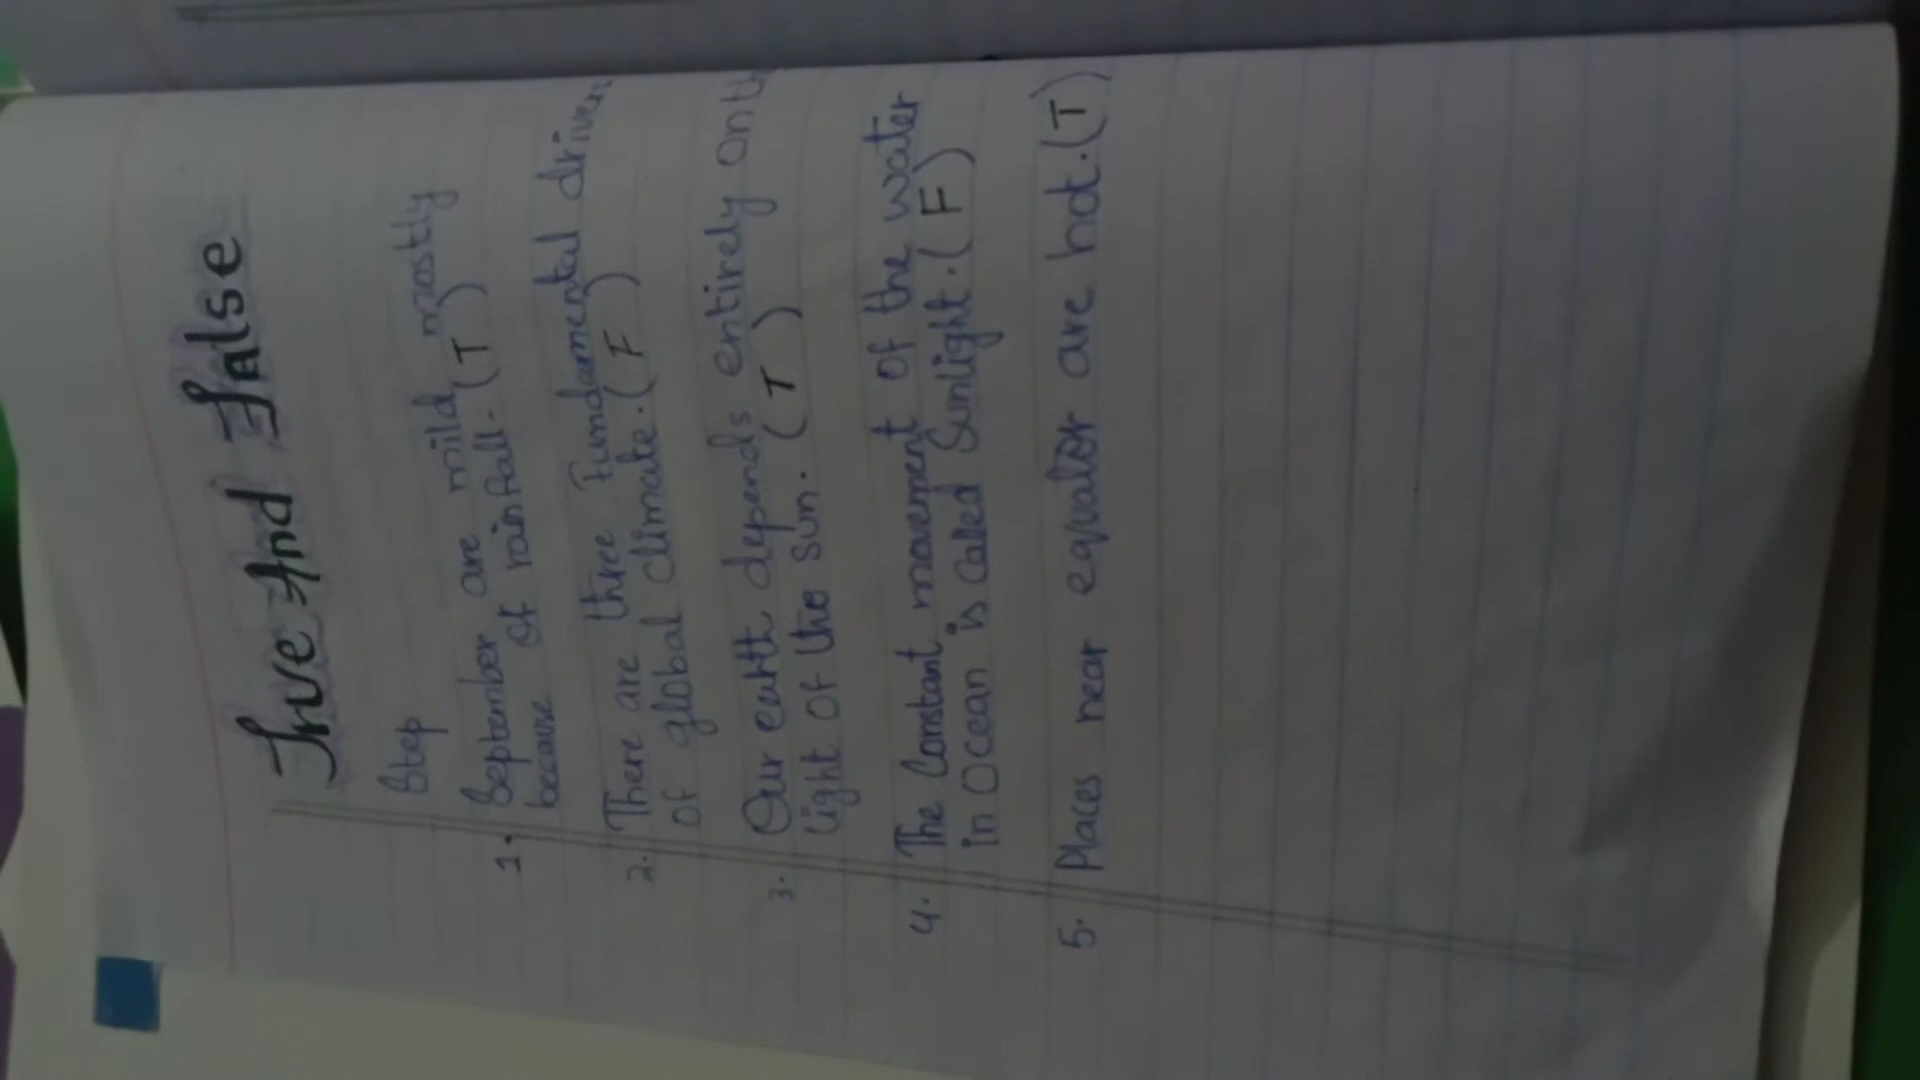 True And False
Step
1. September are mild mostly
because of rainfall. (T)
2. There are three Fundamental drivers
of global climate. (F)
3. Our earth depends entirely on th
light of the sun. (T)
4. The Constant movement of the water
in Ocean is called Sunlight. (F)
5. Places near equator are hot. (T)